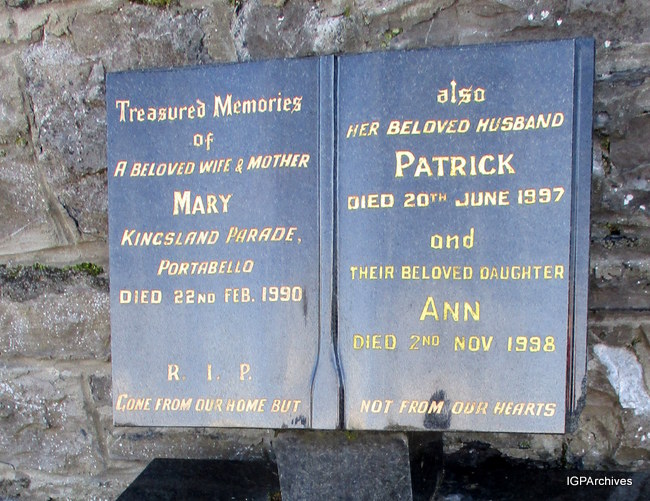 Treasured Memories
of
A BELOVED WIFE & MOTHER
MARY
KINGSLAND PARADE,
PORTABELLO
DIED 22ND FEB. 1990
R. I. P.
GONE FROM OUR HOME BUT
also
HER BELOVED HUSBAND
PATRICK
DIED 20TH JUNE 1997
and
THEIR BELOVED DAUGHTER
ANN
DIED 2ND NOV 1998
NOT FROM OUR HEARTS
IGPArchives